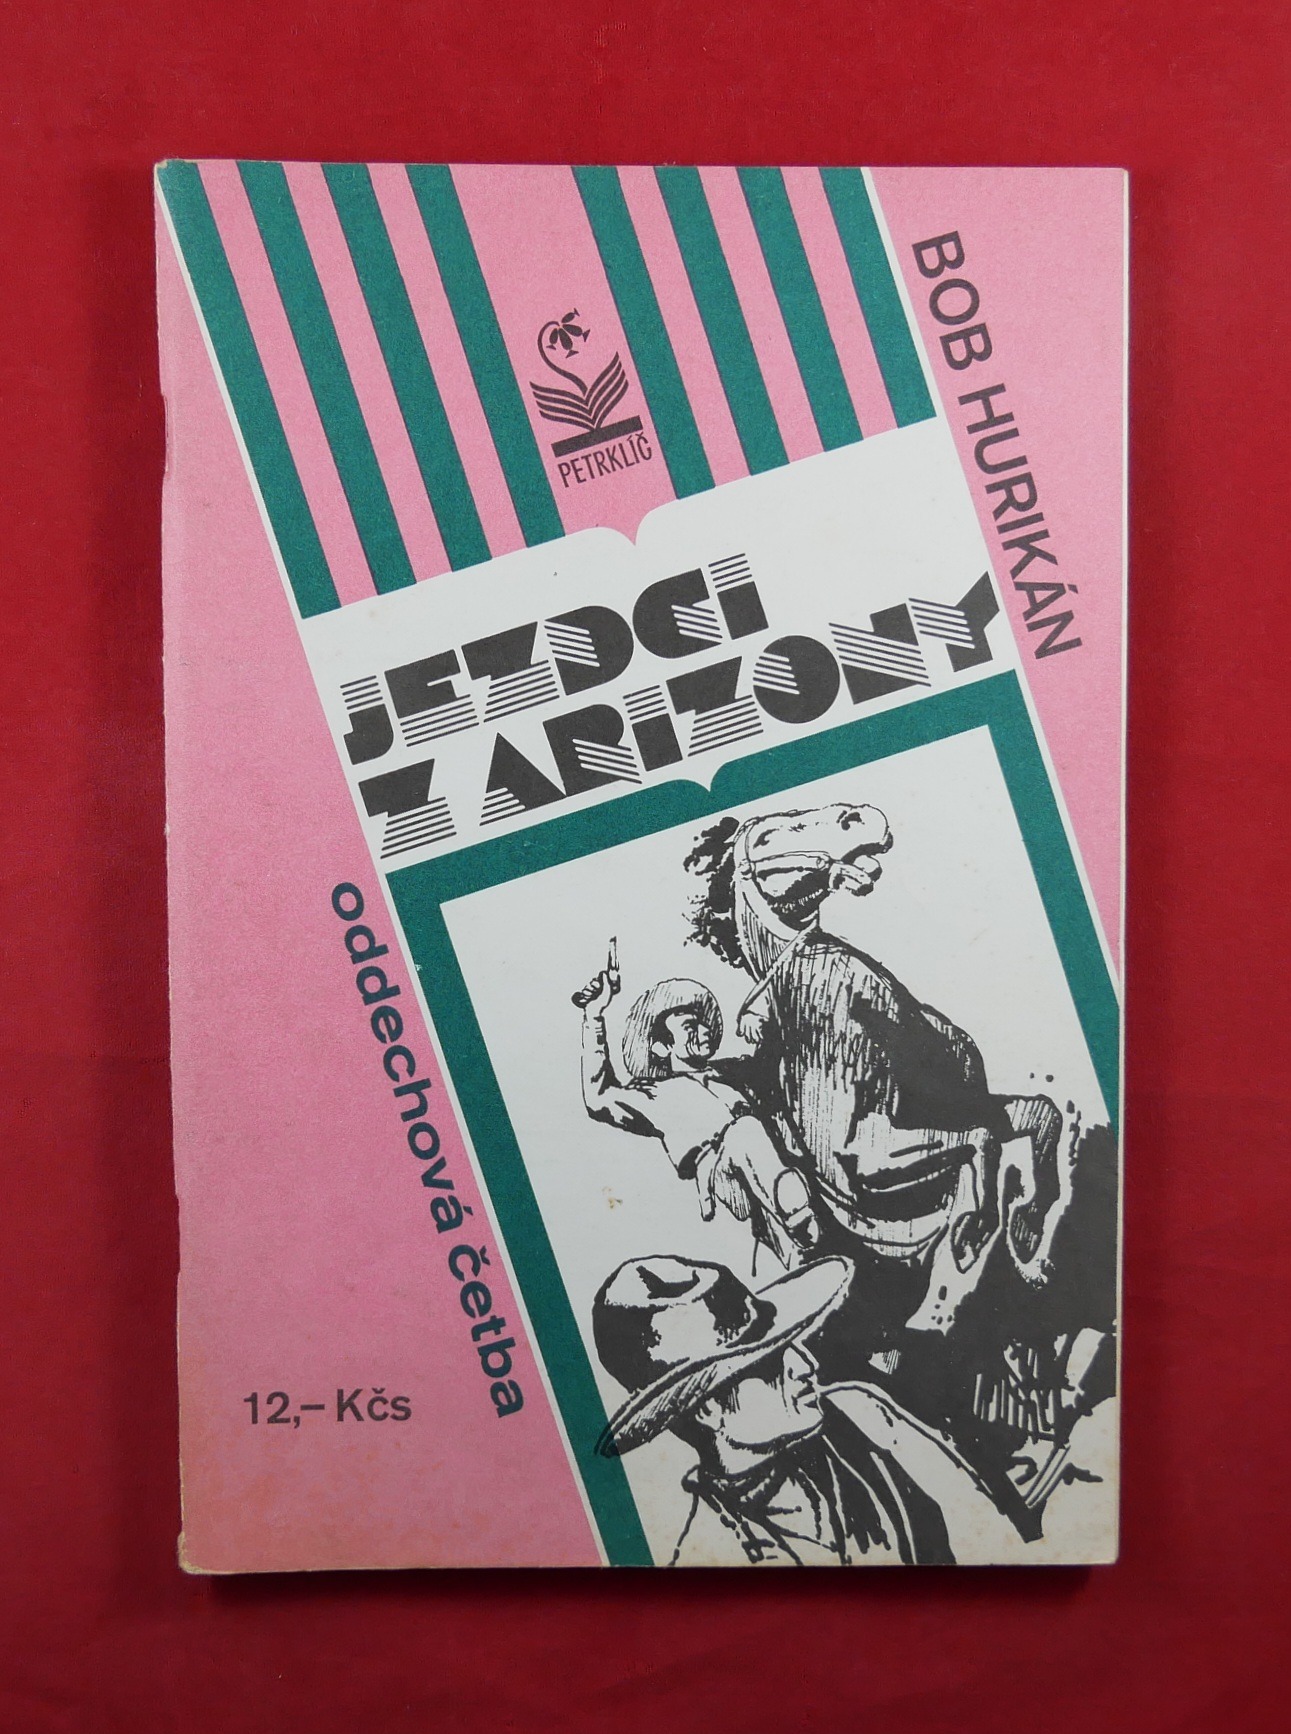 PETRKLÍČ
BOB HURIKÁN
JEZDCI
Z ARIZONY
oddechová četba
12,– Kčs